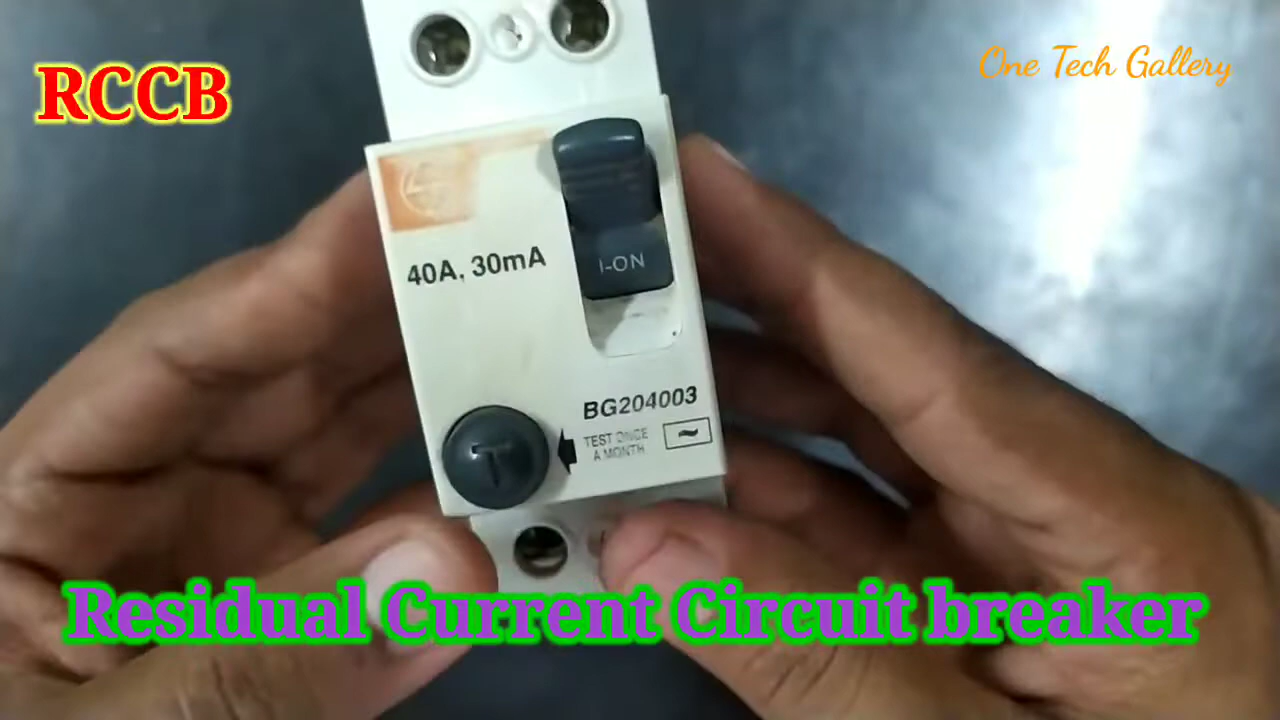 RCCB
One Tech Gallery
40A, 30mA
I-ON
BG204003
T
TEST ONCE
A MONTH
~
Residual Current Circuit breaker